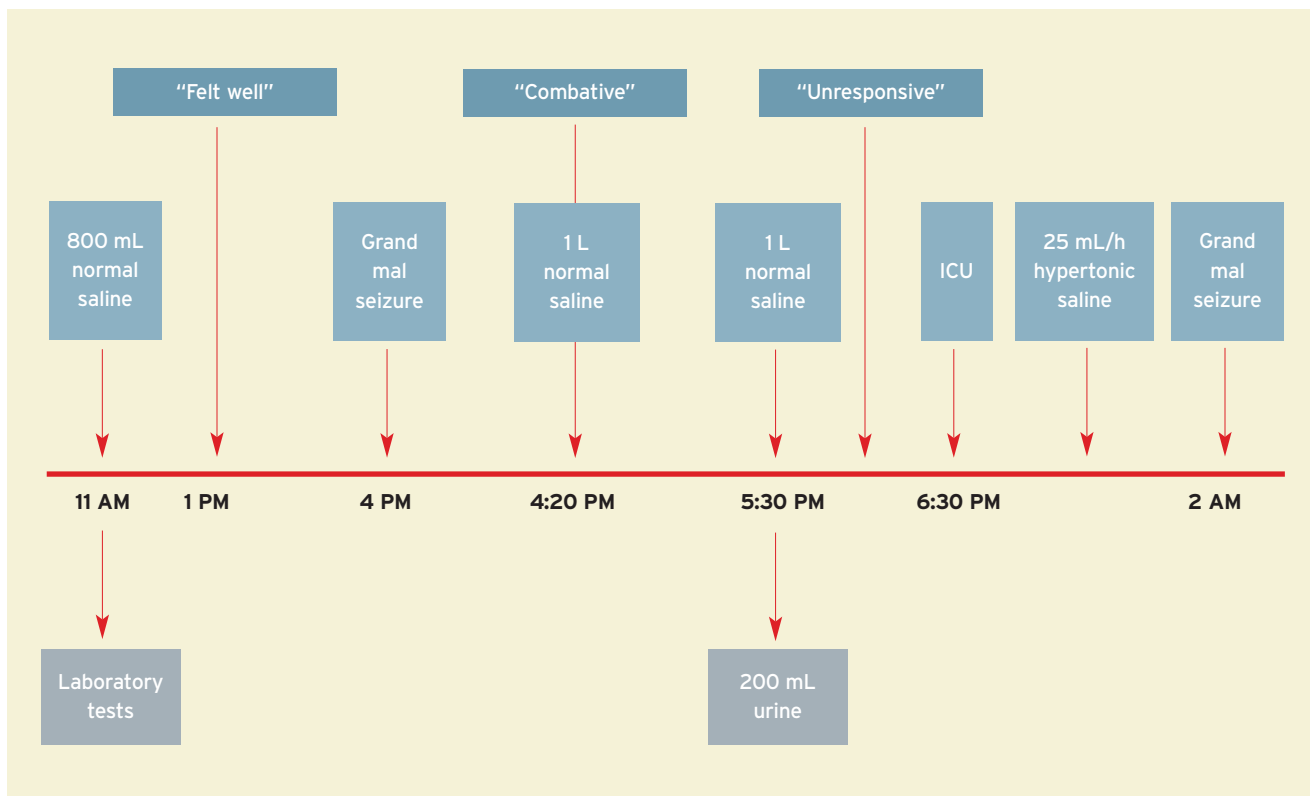 “Felt well”
“Combative”
“Unresponsive”
800 mL
normal
saline
Grand
mal
seizure
1 L
normal
saline
1 L
normal
saline
ICU
25 mL/h
hypertonic
saline
Grand
mal
seizure
11 AM
1 PM
4 PM
4:20 PM
5:30 PM
6:30 PM
2 AM
Laboratory
tests
200 mL
urine